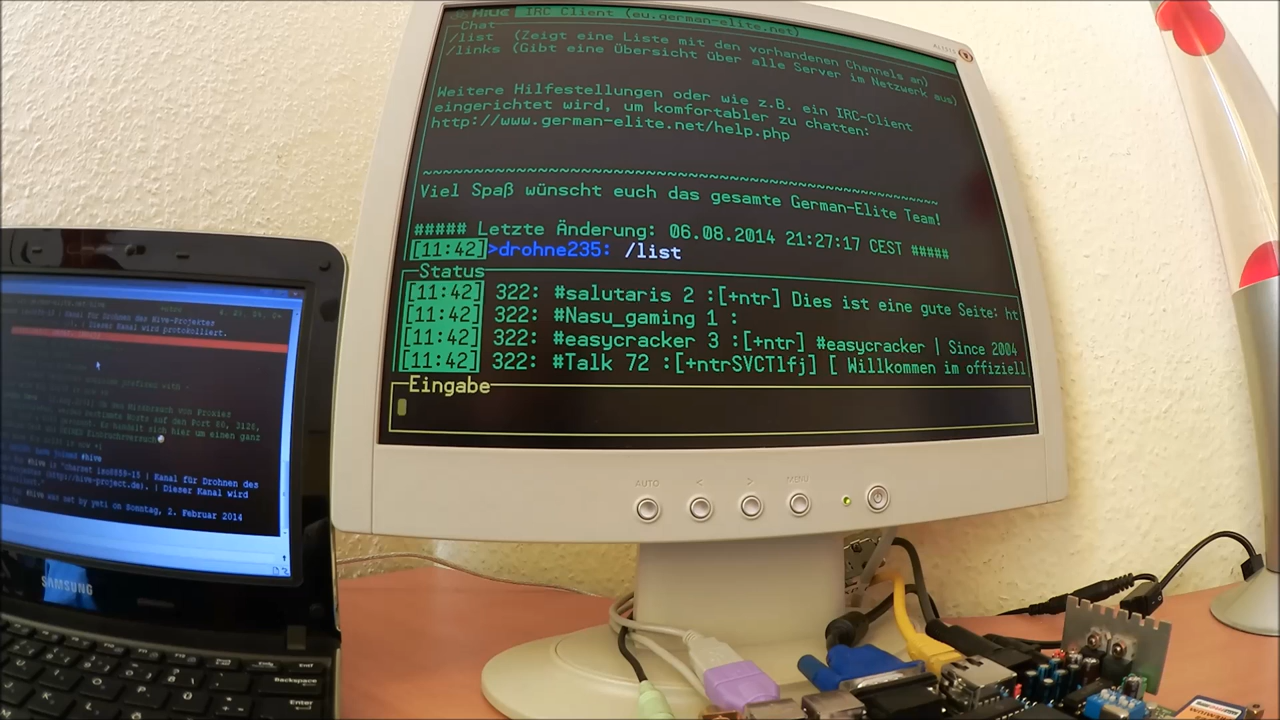 HiVE IRC Client (eu.german-elite.net)
Chat
/list (Zeigt eine Liste mit den vorhandenen Channels an)
/links (Gibt eine Übersicht über alle Server im Netzwerk aus)
Weitere Hilfestellungen oder wie z.B. ein IRC-Client
eingerichtet wird, um komfortabler zu chatten:
http://www.german-elite.net/help.php
~~~~~~~~~~~~~~~~~~~~~~~~~~~~~~~~~~~~~~~~~~~~~~~~~~~~~~~~~~~~
Viel Spaß wünscht euch das gesamte German-Elite Team!
##### Letzte Änderung: 06.08.2014 21:27:17 CEST #####
[11:42]>drohne235: /list
Status
[11:42] 322: #salutaris 2 :[+ntr] Dies ist eine gute Seite: ht
[11:42] 322: #Nasu_gaming 1 :
[11:42] 322: #easycracker 3 :[+ntr] #easycracker | Since 2004
[11:42] 322: #Talk 72 :[+ntrSVCTlfj] [ Willkommen im offiziell
Eingabe
AUTO < > MENU
| Kanal für Drohnen des Hive-Projektes
| Dieser Kanal wird protokolliert.
have joined #hive
#hive is "charset iso8859-15 | Kanal für Drohnen des
(http://hive-project.de). | Dieser Kanal wird
#hive was set by yeti on Sonntag, 2. Februar 2014
SAMSUNG
Backspace
Enter